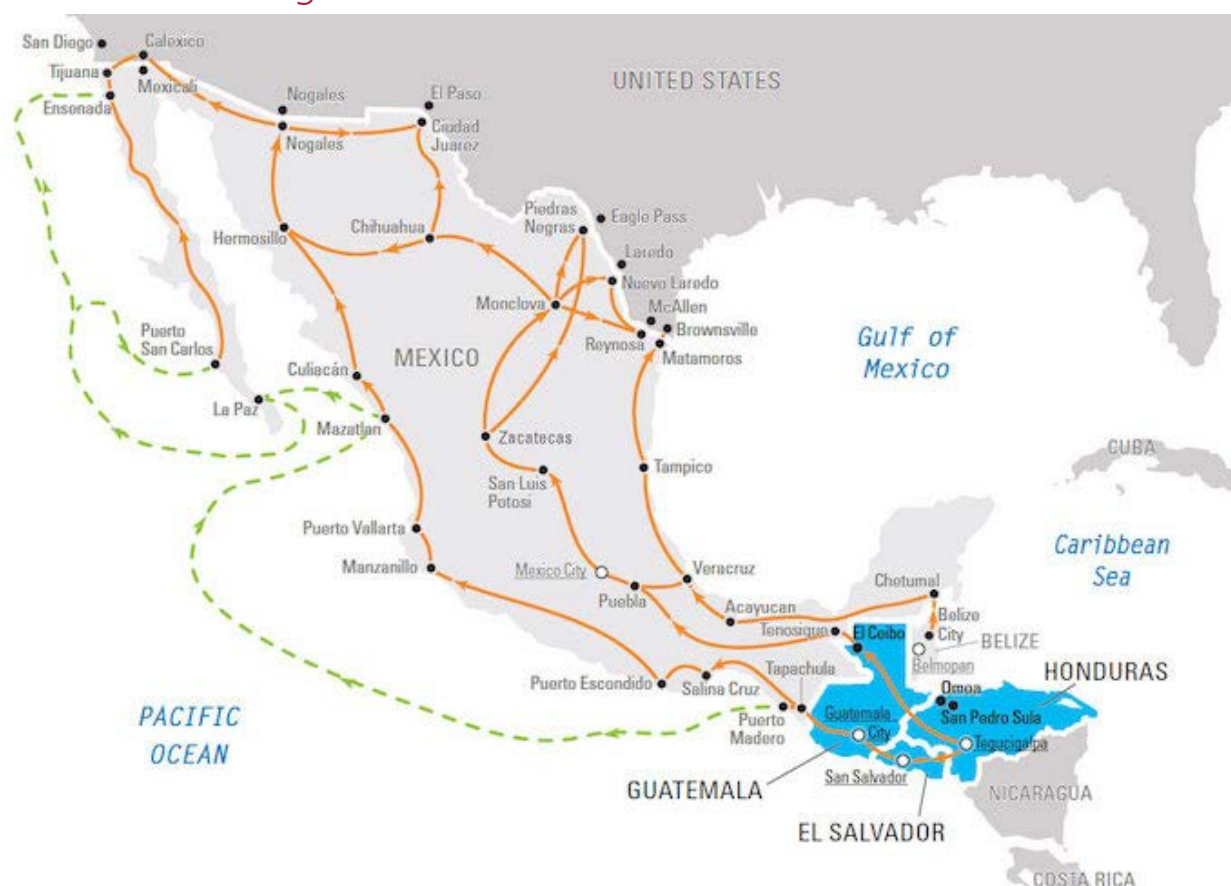 San Diego
Calexico
Tijuana
Mexicali
Ensenada
Nogales
Nogales
El Paso
Ciudad
Juarez
UNITED STATES
Hermosillo
Chihuahua
Piedras
Negras
Eagle Pass
Laredo
Nuevo Laredo
Monclova
McAllen
Brownsville
Reynosa
Matamoros
Puerto
San Carlos
Culiacán
MEXICO
Gulf of
Mexico
La Paz
Mazatlan
Zacatecas
San Luis
Potosi
Tampico
CUBA
Puerto Vallarta
Manzanillo
Mexico City
Puebla
Veracruz
Caribbean
Sea
Chetumal
Acayucan
Tenosique
El Ceibo
Belize
City
BELIZE
Belmopan
Puerto Escondido
Salina Cruz
Tapachula
HONDURAS
Omoa
San Pedro Sula
PACIFIC
OCEAN
Puerto
Madero
Guatemala
City
Tegucigalpa
GUATEMALA
San Salvador
NICARAGUA
EL SALVADOR
COSTA RICA